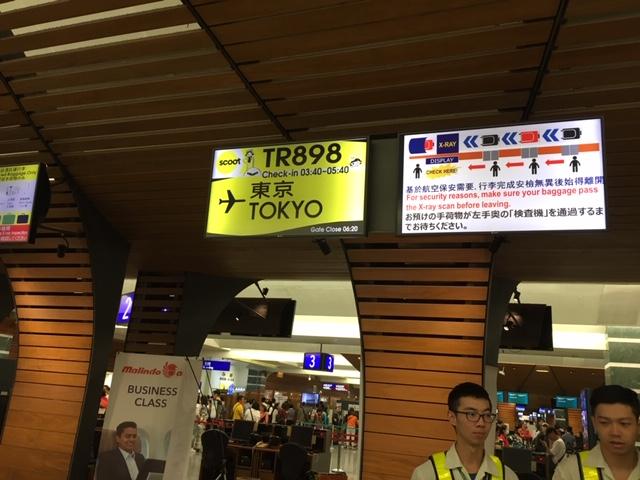 scoot
TR898
Check-in 03:40~05:40
東京
TOKYO
Gate Close 06:20
X-RAY
DISPLAY
CHECK HERE!
基於航空保安需要, 行李完成安檢無異後始得離開
For security reasons, make sure your baggage pass
the X-ray scan before leaving.
お預けの手荷物が左手奥の「検査機」を通過するま
でお待ちください。
2
3 3
Malindo
BUSINESS
CLASS